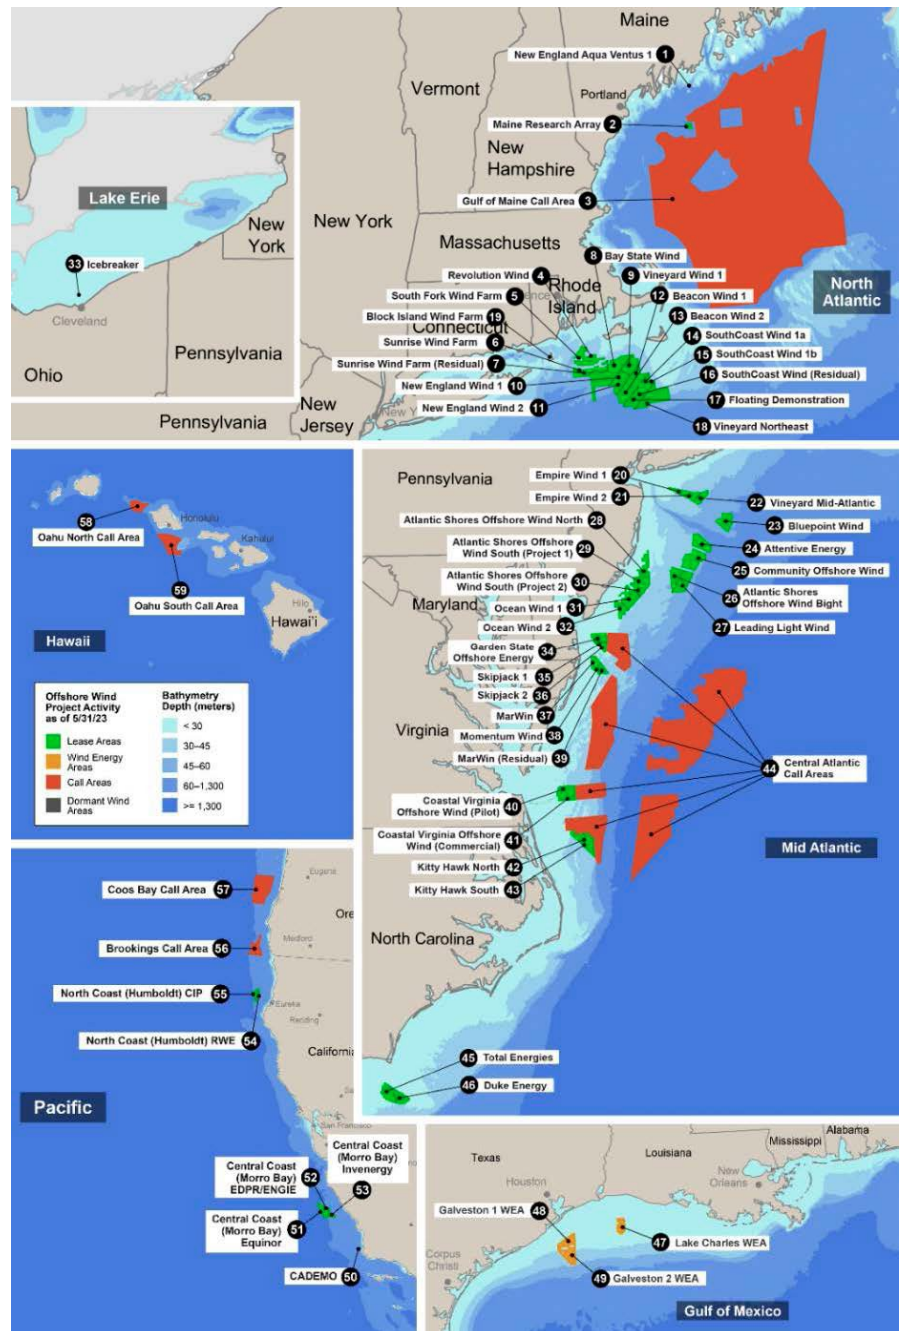 Maine
New England Aqua Ventus 1 1
Vermont
Portland
Maine Research Array 2
New
Hampshire
Lake Erie
New
York
New York
Gulf of Maine Call Area 3
Massachusetts
8 Bay State Wind
33 Icebreaker
Revolution Wind 4
9 Vineyard Wind 1
Rhode
Island
North
Atlantic
South Fork Wind Farm 5
12 Beacon Wind 1
Block Island Wind Farm 19
13 Beacon Wind 2
Cleveland
Connecticut
Sunrise Wind Farm 6
14 SouthCoast Wind 1a
Pennsylvania
Sunrise Wind Farm (Residual) 7
15 SouthCoast Wind 1b
Ohio
New England Wind 1 10
16 SouthCoast Wind (Residual)
New
Jersey
New England Wind 2 11
17 Floating Demonstration
Pennsylvania
18 Vineyard Northeast
58
Honolulu
Oahu North Call Area
Kahului
59
Oahu South Call Area
Hilo
Hawai'i
Hawaii
Offshore Wind
Project Activity
as of 5/31/23
Lease Areas
Wind Energy
Areas
Call Areas
Dormant Wind
Areas
Bathymetry
Depth (meters)
< 30
30–45
45–60
60–1,300
>= 1,300
Pennsylvania
Empire Wind 1 20
Empire Wind 2 21
22 Vineyard Mid-Atlantic
Atlantic Shores Offshore Wind North 28
23 Bluepoint Wind
Atlantic Shores Offshore
Wind South (Project 1) 29
24 Attentive Energy
25 Community Offshore Wind
Atlantic Shores Offshore
Wind South (Project 2) 30
26 Atlantic Shores
Offshore Wind Bight
Maryland
Ocean Wind 1 31
Ocean Wind 2 32
27 Leading Light Wind
Garden State
Offshore Energy 34
Skipjack 1 35
Skipjack 2 36
MarWin 37
Virginia
Momentum Wind 38
MarWin (Residual) 39
44 Central Atlantic
Call Areas
Coastal Virginia
Offshore Wind (Pilot) 40
Coastal Virginia Offshore
Wind (Commercial) 41
Mid Atlantic
Kitty Hawk North 42
Kitty Hawk South 43
North Carolina
45 Total Energies
46 Duke Energy
Eugene
Coos Bay Call Area 57
Ore
Medford
Brookings Call Area 56
North Coast (Humboldt) CIP 55
Eureka
Redding
North Coast (Humboldt) RWE 54
California
Pacific
San Francisco
Central Coast
(Morro Bay)
Invenergy
53
Central Coast
(Morro Bay)
EDPR/ENGIE
52
Central Coast
(Morro Bay)
Equinor
51
CADEMO 50
Texas
Louisiana
Mississippi
Alabama
Houston
New
Orleans
Galveston 1 WEA 48
47 Lake Charles WEA
Corpus
Christi
49 Galveston 2 WEA
Gulf of Mexico